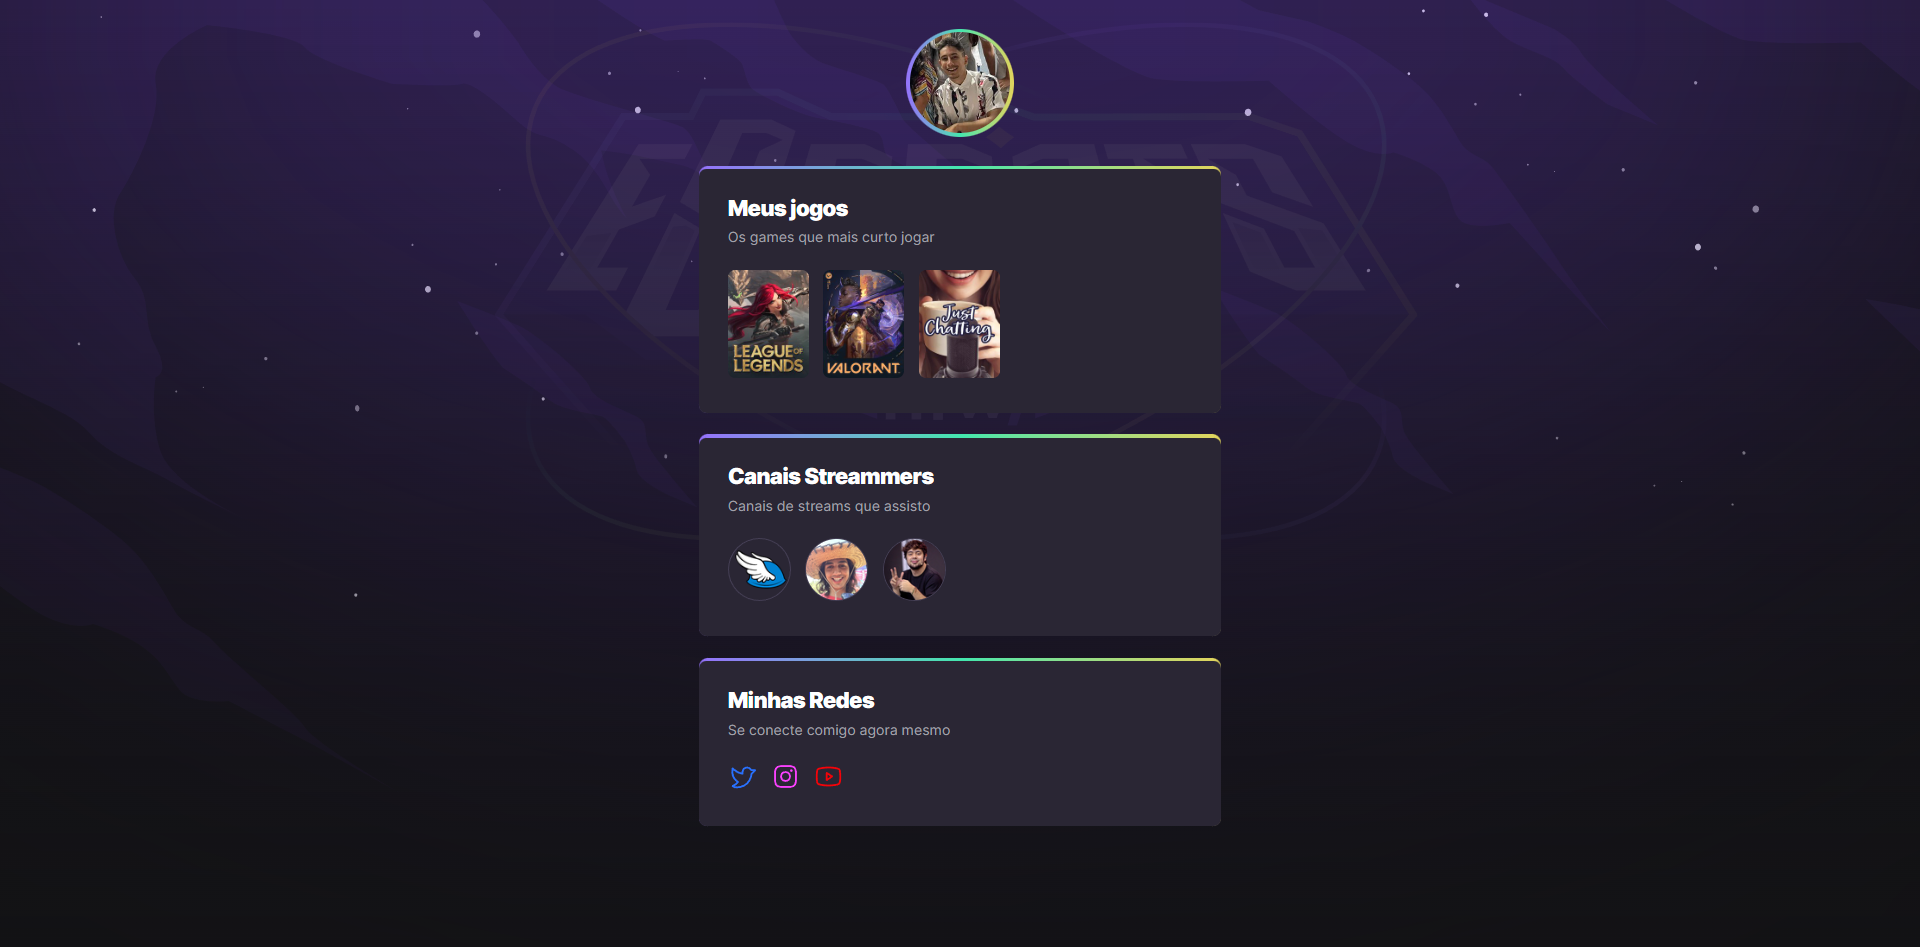 Meus jogos
Os games que mais curto jogar
LEAGUE OF
LEGENDS
VALORANT
Just
Chatting
Canais Streammers
Canais de streams que assisto
Minhas Redes
Se conecte comigo agora mesmo